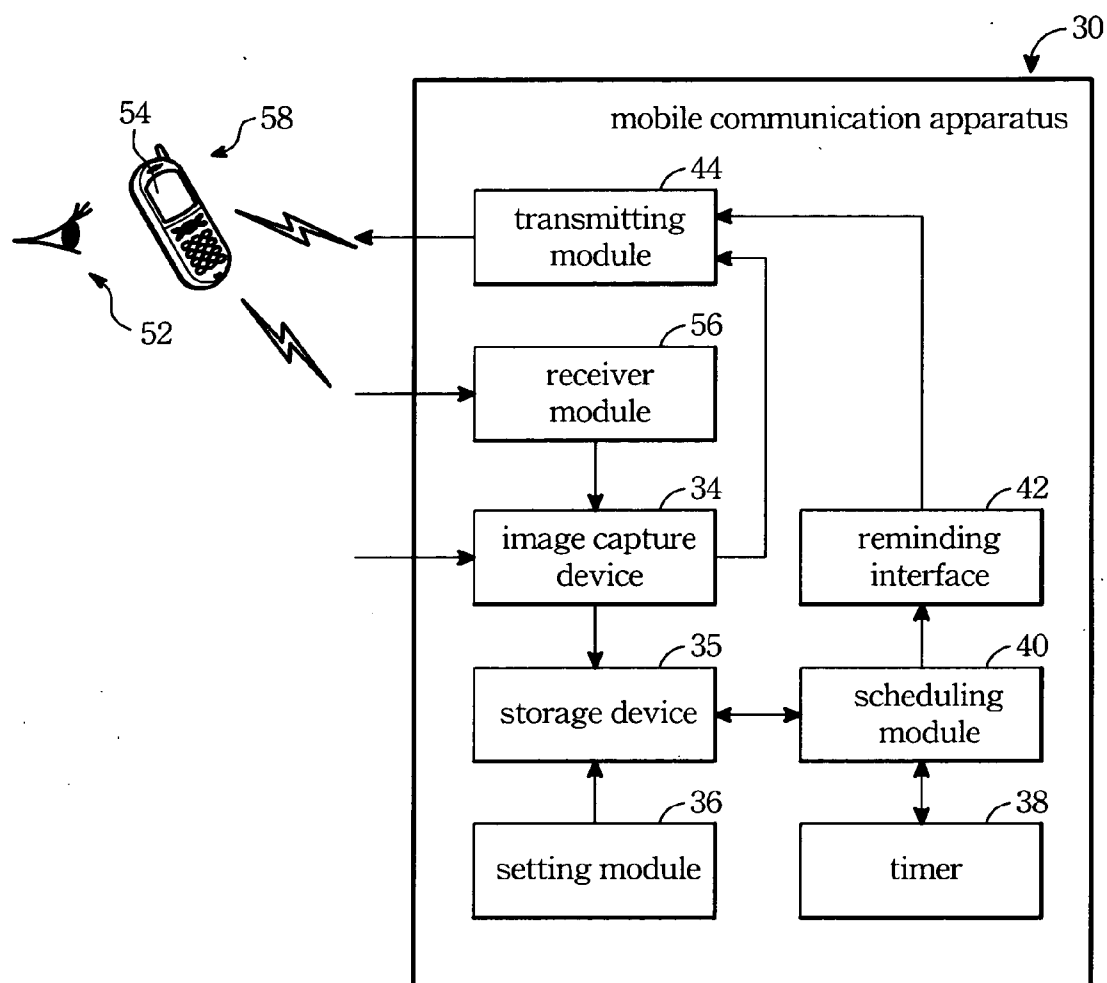 30
mobile communication apparatus
54
58
52
44
transmitting
module
56
receiver
module
34
image capture
device
42
reminding
interface
35
storage device
40
scheduling
module
36
setting module
38
timer